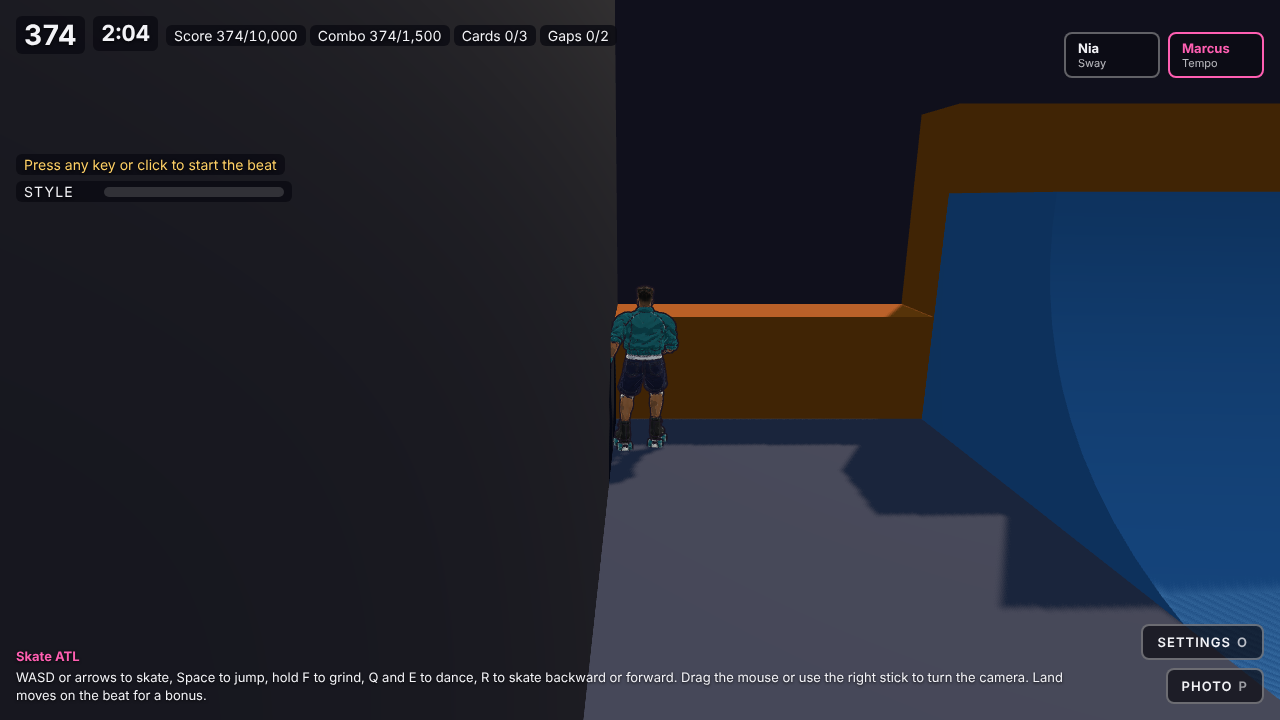 374
2:04
Score 374/10,000
Combo 374/1,500
Cards 0/3
Gaps 0/2
Nia
Sway
Marcus
Tempo
Press any key or click to start the beat
STYLE
Skate ATL
WASD or arrows to skate, Space to jump, hold F to grind, Q and E to dance, R to skate backward or forward. Drag the mouse or use the right stick to turn the camera. Land
moves on the beat for a bonus.
SETTINGS O
PHOTO P